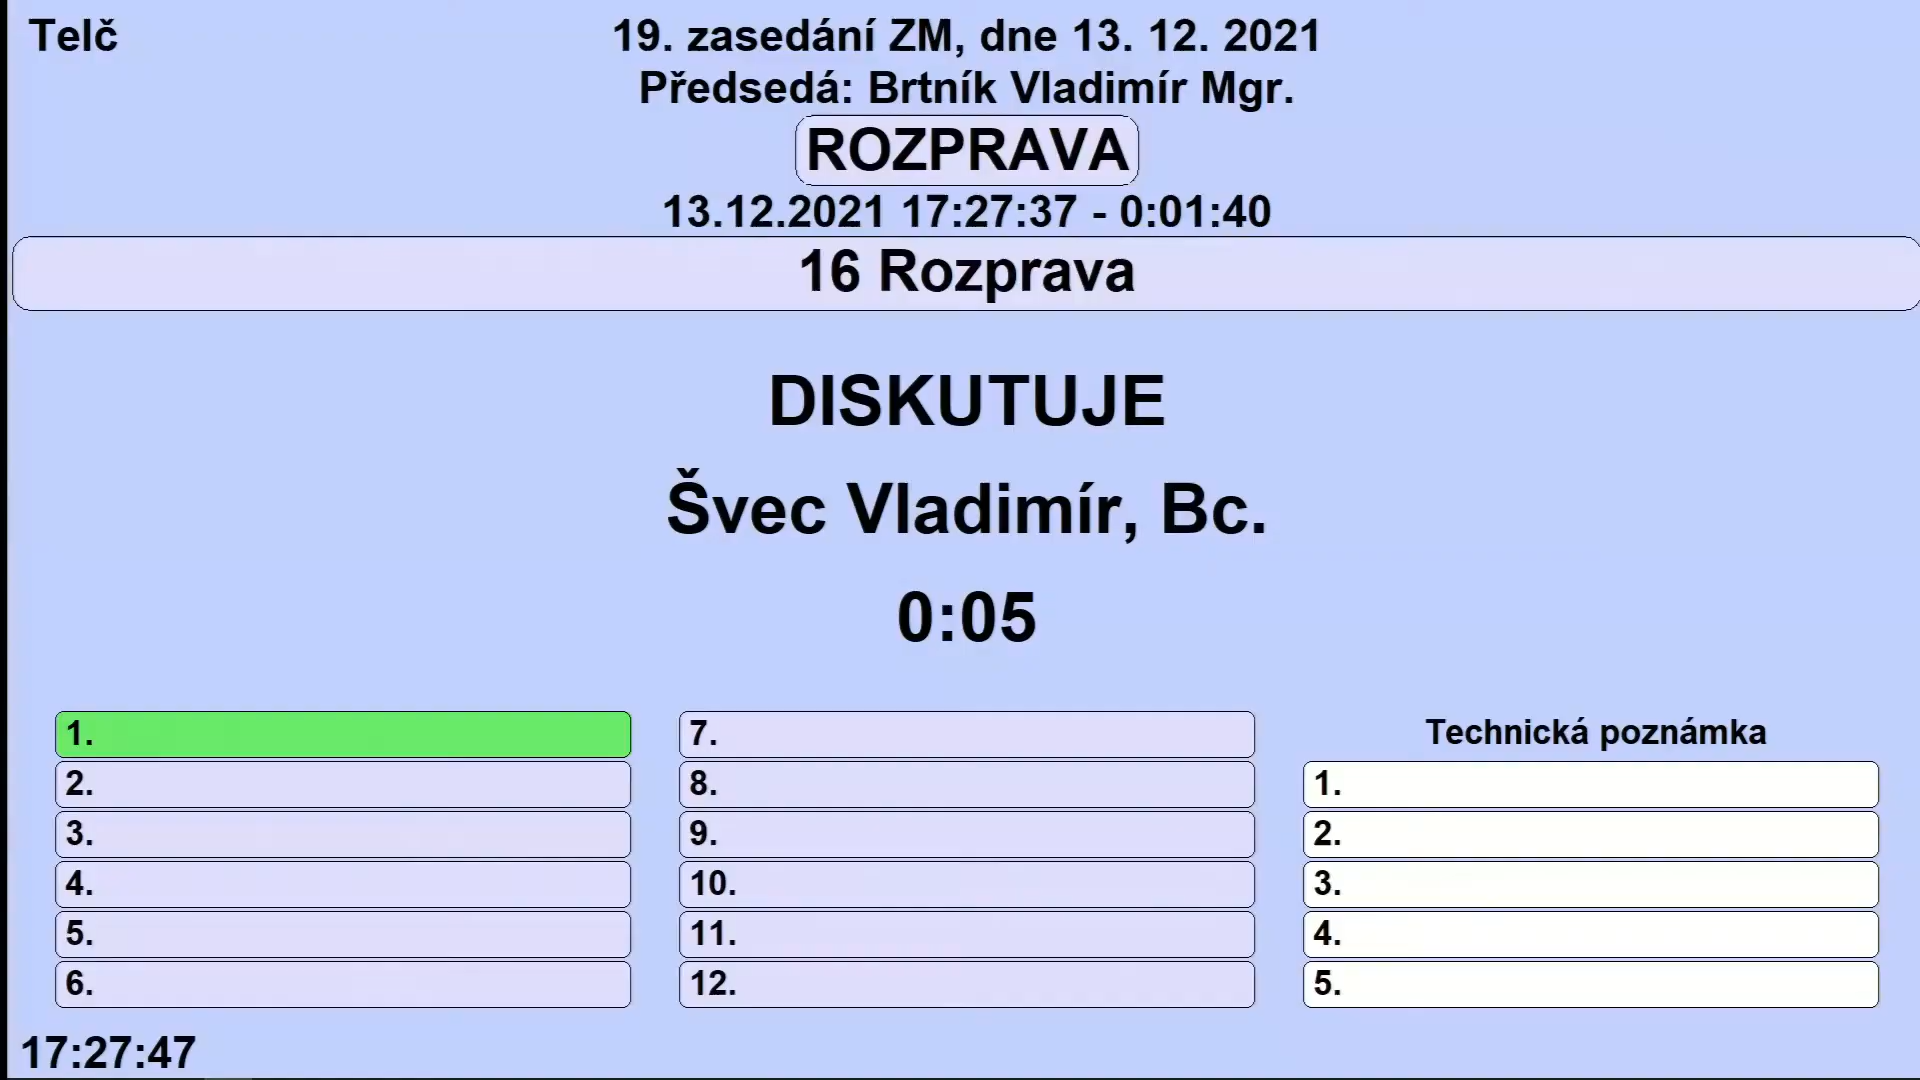 Telč
19. zasedání ZM, dne 13. 12. 2021
Předsedá: Brtník Vladimír Mgr.
ROZPRAVA
13.12.2021 17:27:37 - 0:01:40
16 Rozprava
DISKUTUJE
Švec Vladimír, Bc.
0:05
1.
2.
3.
4.
5.
6.
7.
8.
9.
10.
11.
12.
Technická poznámka
1.
2.
3.
4.
5.
17:27:47